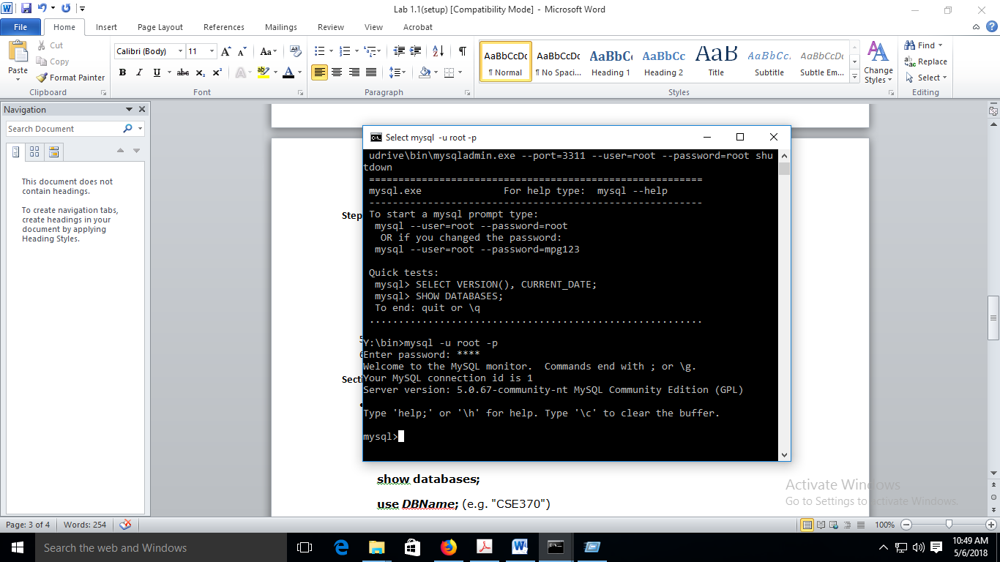 Lab 1.1(setup) [Compatibility Mode] - Microsoft Word
File Home Insert Page Layout References Mailings Review View Acrobat
Paste
Cut
Copy
Format Painter
Clipboard
Calibri (Body) 11
Font
Paragraph
AaBbCcDc AaBbCcDc AaBbCc AaBbCc AaB AaBbCc. AaBbCcDc
¶ Normal ¶ No Spaci... Heading 1 Heading 2 Title Subtitle Subtle Em...
Change
Styles
Styles
Find
Replace
Select
Editing
Navigation
Search Document
This document does not
contain headings.
To create navigation tabs,
create headings in your
document by applying
Heading Styles.
Step
Secti
Select mysql -u root -p
udrive\bin\mysqladmin.exe --port=3311 --user=root --password=root shu
tdown
=========================================================
mysql.exe For help type: mysql --help
---------------------------------------------------------
To start a mysql prompt type:
mysql --user=root --password=root
OR if you changed the password:
mysql --user=root --password=mpg123
Quick tests:
mysql> SELECT VERSION(), CURRENT_DATE;
mysql> SHOW DATABASES;
To end: quit or \q
.........................................................
Y:\bin>mysql -u root -p
Enter password: ****
Welcome to the MySQL monitor. Commands end with ; or \g.
Your MySQL connection id is 1
Server version: 5.0.67-community-nt MySQL Community Edition (GPL)
Type 'help;' or '\h' for help. Type '\c' to clear the buffer.
mysql>
show databases;
use DBName; (e.g. "CSE370")
Activate Windows
Go to Settings to activate Windows.
Page: 3 of 4 Words: 254
100%
Search the web and Windows
10:49 AM
5/6/2018